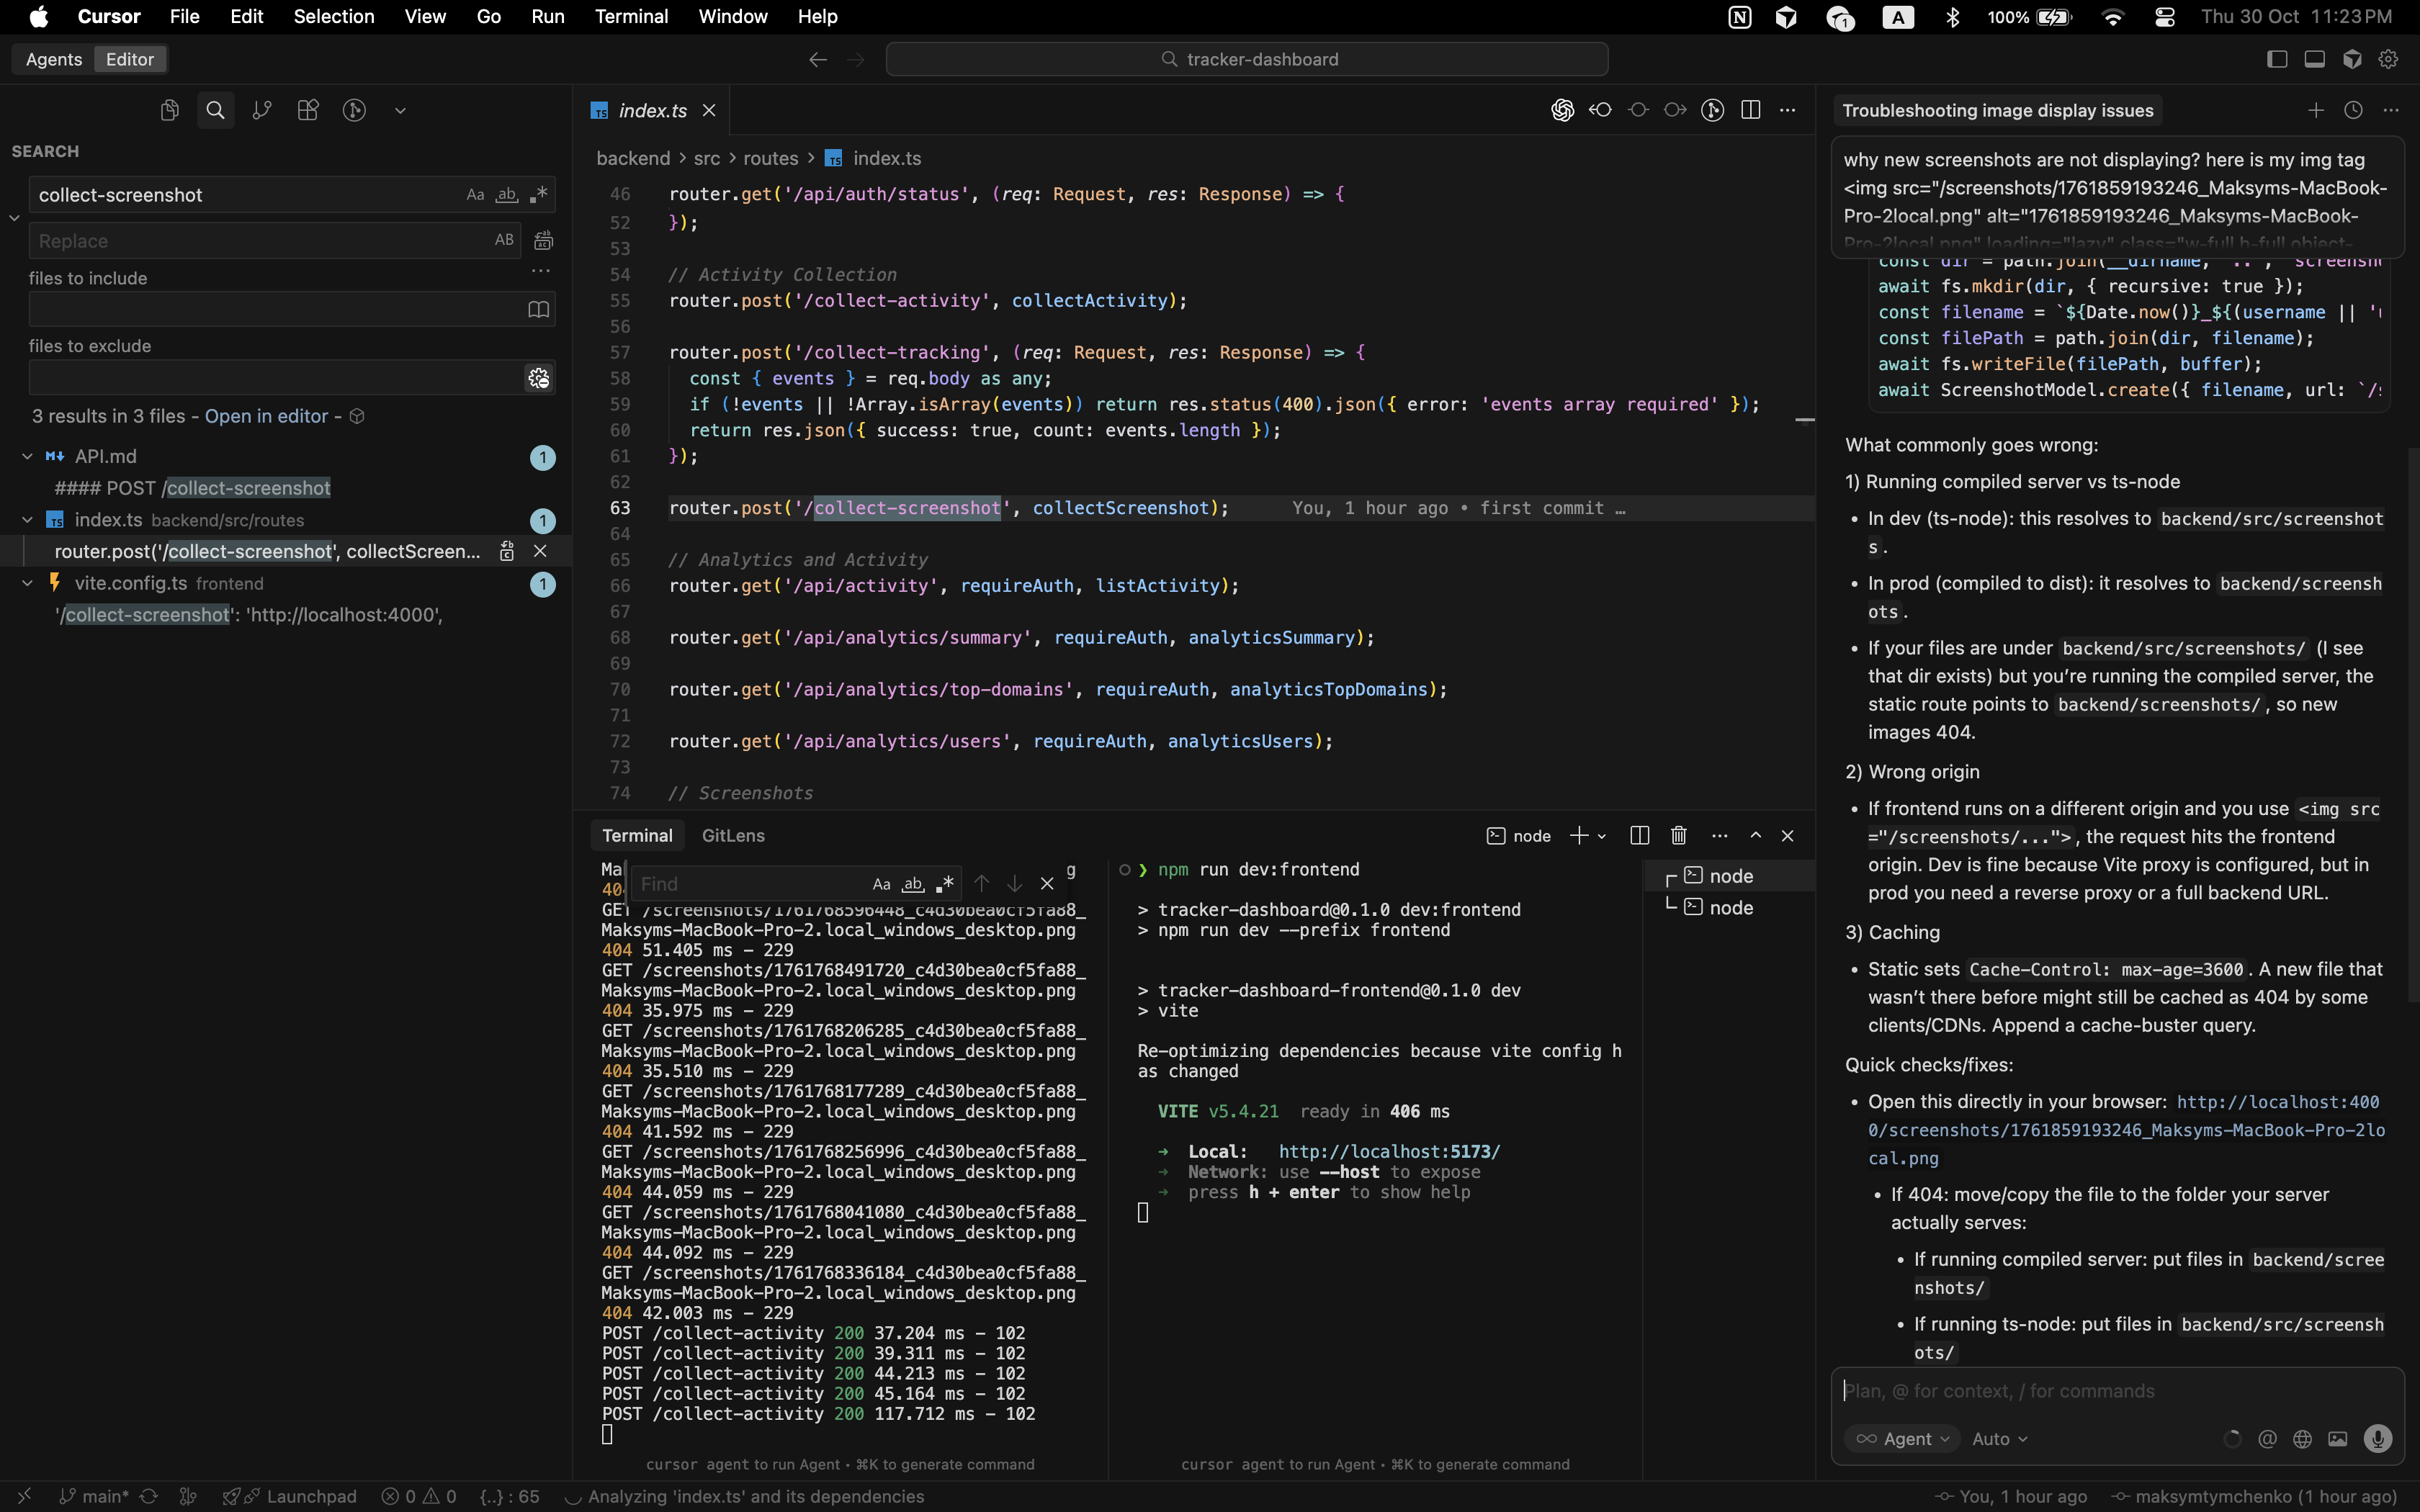 Cursor File Edit Selection View Go Run Terminal Window Help
1 A 100% Thu 30 Oct 11:23 PM
Agents Editor
tracker-dashboard
SEARCH
collect-screenshot
Aa ab
Replace
AB
files to include
files to exclude
3 results in 3 files - Open in editor -
API.md 1
#### POST /collect-screenshot
TS index.ts backend/src/routes 1
router.post('/collect-screenshot', collectScreen...
vite.config.ts frontend 1
'/collect-screenshot': 'http://localhost:4000',
TS index.ts
backend > src > routes > TS index.ts
46 router.get('/api/auth/status', (req: Request, res: Response) => {
52 });
53
54 // Activity Collection
55 router.post('/collect-activity', collectActivity);
56
57 router.post('/collect-tracking', (req: Request, res: Response) => {
58 const { events } = req.body as any;
59 if (!events || !Array.isArray(events)) return res.status(400).json({ error: 'events array required' });
60 return res.json({ success: true, count: events.length });
61 });
62
63 router.post('/collect-screenshot', collectScreenshot); You, 1 hour ago • first commit …
64
65 // Analytics and Activity
66 router.get('/api/activity', requireAuth, listActivity);
67
68 router.get('/api/analytics/summary', requireAuth, analyticsSummary);
69
70 router.get('/api/analytics/top-domains', requireAuth, analyticsTopDomains);
71
72 router.get('/api/analytics/users', requireAuth, analyticsUsers);
73
74 // Screenshots
Terminal GitLens
node
Find
Aa ab
GET /screenshots/1761768596448_c4d30bea0cf5fa88_
Maksyms-MacBook-Pro-2.local_windows_desktop.png
404 51.405 ms - 229
GET /screenshots/1761768491720_c4d30bea0cf5fa88_
Maksyms-MacBook-Pro-2.local_windows_desktop.png
404 35.975 ms - 229
GET /screenshots/1761768206285_c4d30bea0cf5fa88_
Maksyms-MacBook-Pro-2.local_windows_desktop.png
404 35.510 ms - 229
GET /screenshots/1761768177289_c4d30bea0cf5fa88_
Maksyms-MacBook-Pro-2.local_windows_desktop.png
404 41.592 ms - 229
GET /screenshots/1761768256996_c4d30bea0cf5fa88_
Maksyms-MacBook-Pro-2.local_windows_desktop.png
404 44.059 ms - 229
GET /screenshots/1761768041080_c4d30bea0cf5fa88_
Maksyms-MacBook-Pro-2.local_windows_desktop.png
404 44.092 ms - 229
GET /screenshots/1761768336184_c4d30bea0cf5fa88_
Maksyms-MacBook-Pro-2.local_windows_desktop.png
404 42.003 ms - 229
POST /collect-activity 200 37.204 ms - 102
POST /collect-activity 200 39.311 ms - 102
POST /collect-activity 200 44.213 ms - 102
POST /collect-activity 200 45.164 ms - 102
POST /collect-activity 200 117.712 ms - 102
cursor agent to run Agent • ⌘K to generate command
❯ npm run dev:frontend
> tracker-dashboard@0.1.0 dev:frontend
> npm run dev --prefix frontend
> tracker-dashboard-frontend@0.1.0 dev
> vite
Re-optimizing dependencies because vite config h
as changed
VITE v5.4.21 ready in 406 ms
➜ Local: http://localhost:5173/
➜ Network: use --host to expose
➜ press h + enter to show help
cursor agent to run Agent • ⌘K to generate command
node
node
Troubleshooting image display issues
why new screenshots are not displaying? here is my img tag
<img src="/screenshots/1761859193246_Maksyms-MacBook-
Pro-2local.png" alt="1761859193246_Maksyms-MacBook-
Pro-2local.png" loading="lazy" class="w-full h-full object-
const dir = path.join(__dirname, '..', 'screensh
await fs.mkdir(dir, { recursive: true });
const filename = `${Date.now()}_${(username || '
const filePath = path.join(dir, filename);
await fs.writeFile(filePath, buffer);
await ScreenshotModel.create({ filename, url: `/
What commonly goes wrong:
1) Running compiled server vs ts-node
• In dev (ts-node): this resolves to backend/src/screenshot
s.
• In prod (compiled to dist): it resolves to backend/screensh
ots.
• If your files are under backend/src/screenshots/ (I see
that dir exists) but you’re running the compiled server, the
static route points to backend/screenshots/, so new
images 404.
2) Wrong origin
• If frontend runs on a different origin and you use <img src
="/screenshots/...">, the request hits the frontend
origin. Dev is fine because Vite proxy is configured, but in
prod you need a reverse proxy or a full backend URL.
3) Caching
• Static sets Cache-Control: max-age=3600. A new file that
wasn’t there before might still be cached as 404 by some
clients/CDNs. Append a cache-buster query.
Quick checks/fixes:
• Open this directly in your browser: http://localhost:400
0/screenshots/1761859193246_Maksyms-MacBook-Pro-2lo
cal.png
• If 404: move/copy the file to the folder your server
actually serves:
• If running compiled server: put files in backend/scree
nshots/
• If running ts-node: put files in backend/src/screensh
ots/
Plan, @ for context, / for commands
∞ Agent Auto
main* Launchpad 0 0 {..} : 65 Analyzing 'index.ts' and its dependencies
You, 1 hour ago maksymtymchenko (1 hour ago)